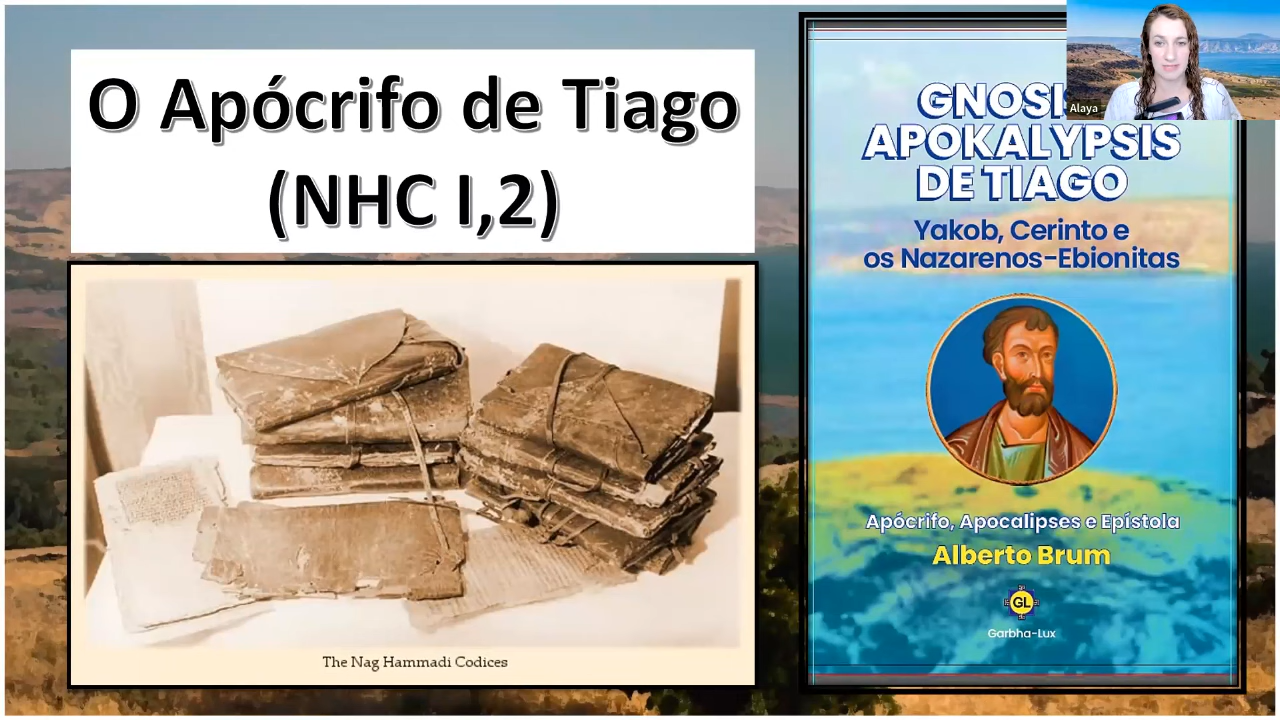 O Apócrifo de Tiago
(NHC I,2)
The Nag Hammadi Codices
GNOSI
APOKALYPSIS
DE TIAGO
Yakob, Cerinto e
os Nazarenos-Ebionitas
Apócrifo, Apocalipses e Epístola
Alberto Brum
GL
Garbha-Lux
Alaya